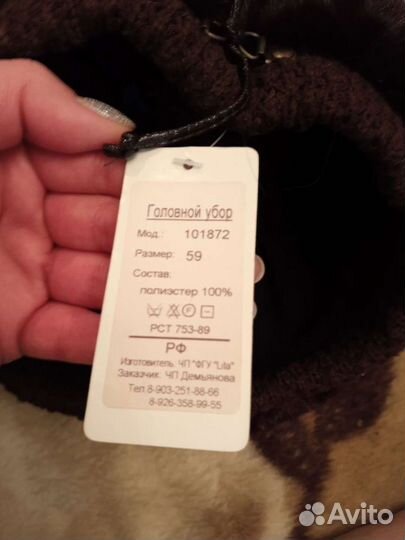 Головной убор
Мод.: 101872
Размер: 59
Состав:
полиэстер 100%
РСТ 753-89
РФ
Изготовитель: ЧП "ФГУ "Lila"
Заказчик: ЧП Демьянова
Тел.8-903-251-88-66
8-926-358-99-55
Avito